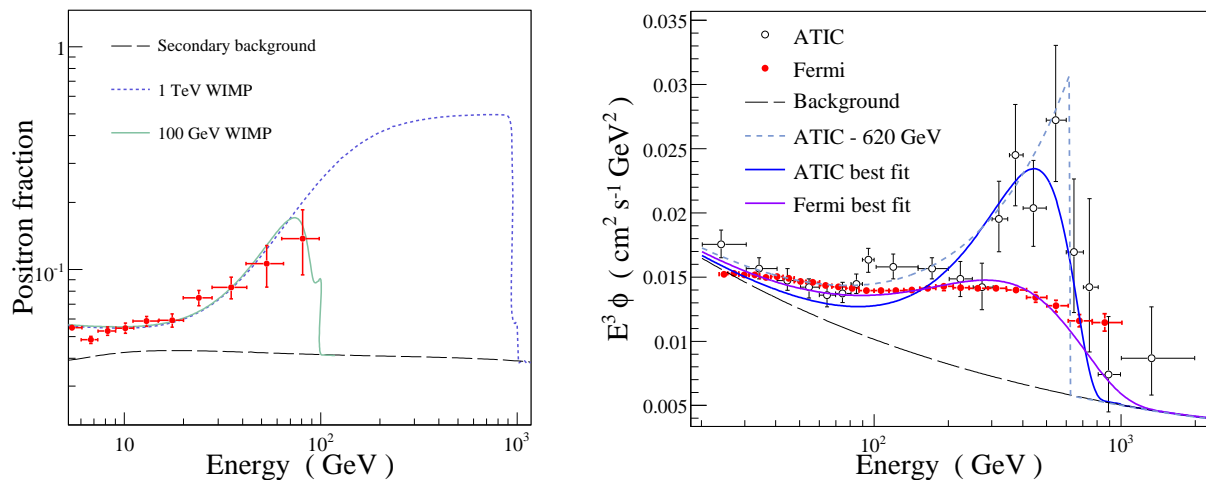 1
10⁻¹
Positron fraction
Secondary background
1 TeV WIMP
100 GeV WIMP
10
10²
10³
Energy ( GeV )
0.035
0.03
0.025
0.02
0.015
0.01
0.005
E³ ϕ ( cm² s⁻¹ GeV² )
ATIC
Fermi
Background
ATIC - 620 GeV
ATIC best fit
Fermi best fit
10²
10³
Energy ( GeV )